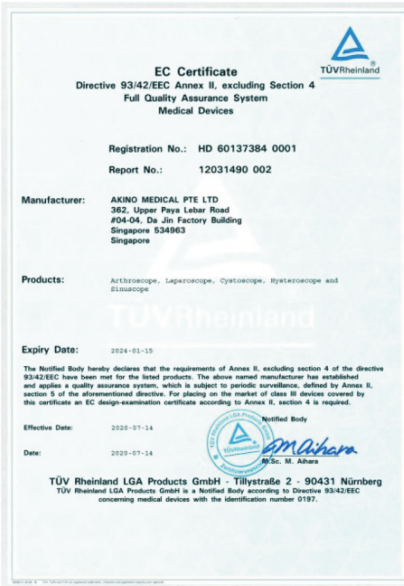 TÜVRheinland
EC Certificate
Directive 93/42/EEC Annex II, excluding Section 4
Full Quality Assurance System
Medical Devices
Registration No.: HD 60137384 0001
Report No.: 12031490 002
Manufacturer: AKINO MEDICAL PTE LTD
362, Upper Paya Lebar Road
#04-04, Da Jin Factory Building
Singapore 534963
Singapore
Products: Arthroscope, Laparoscope, Cystoscope, Hysteroscope and
Sinuscope
TÜVRheinland
Expiry Date: 2024-01-15
The Notified Body hereby declares that the requirements of Annex II, excluding section 4 of the directive
93/42/EEC have been met for the listed products. The above named manufacturer has established
and applies a quality assurance system, which is subject to periodic surveillance, defined by Annex II,
section 5 of the aforementioned directive. For placing on the market of class III devices covered by
this certificate an EC design-examination certificate according to Annex II, section 4 is required.
Notified Body
Effective Date: 2020-07-14
Date: 2020-07-14
M.Sc. M. Aihara
TÜV Rheinland LGA Products GmbH - Tillystraße 2 - 90431 Nürnberg
TÜV Rheinland LGA Products GmbH is a Notified Body according to Directive 93/42/EEC
concerning medical devices with the identification number 0197.